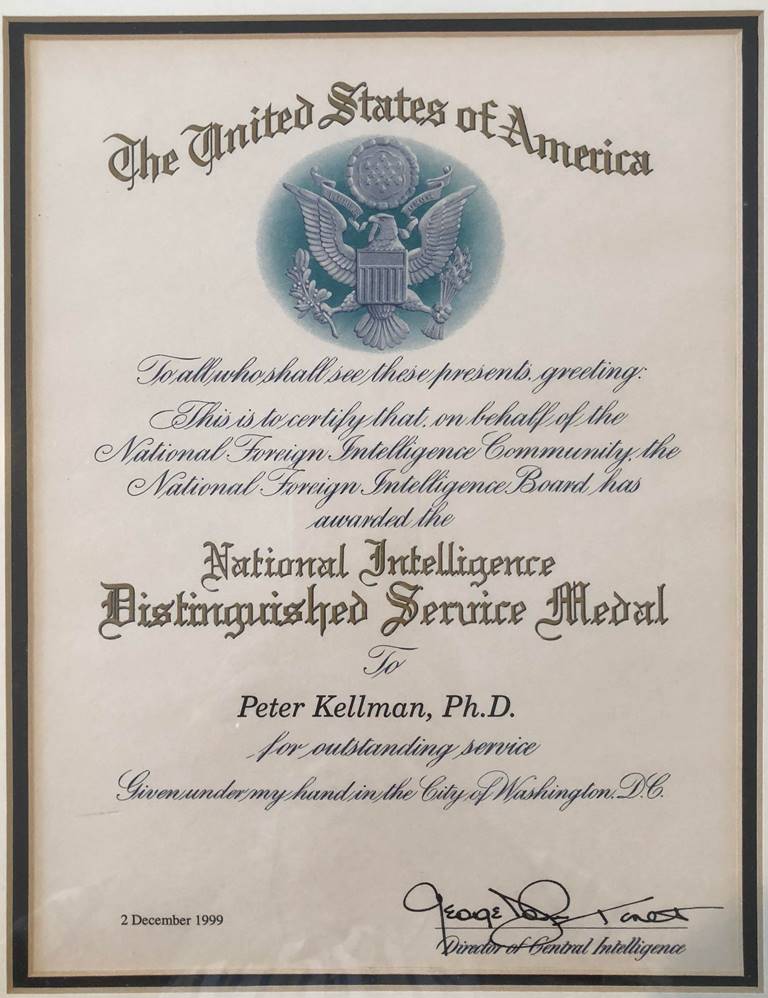 The United States of America
To all who shall see these presents, greeting:
This is to certify that, on behalf of the
National Foreign Intelligence Community, the
National Foreign Intelligence Board has
awarded the
National Intelligence
Distinguished Service Medal
To
Peter Kellman, Ph.D.
for outstanding service
Given under my hand in the City of Washington, D.C.
2 December 1999
George Tenet
Director of Central Intelligence